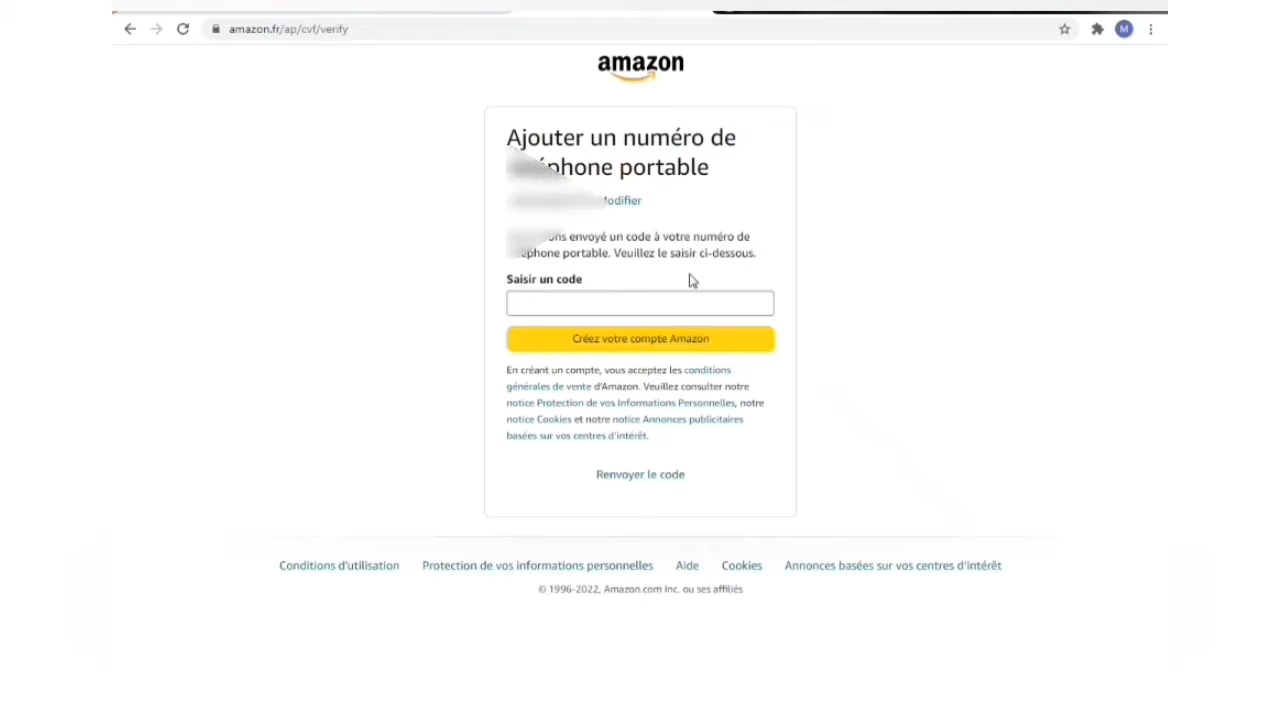 amazon.fr/ap/cvf/verify
M
amazon
Ajouter un numéro de
portable
Modifier
envoyé un code à votre numéro de
portable. Veuillez le saisir ci-dessous.
Saisir un code
Créez votre compte Amazon
En créant un compte, vous acceptez les conditions
générales de vente d'Amazon. Veuillez consulter notre
notice Protection de vos Informations Personnelles, notre
notice Cookies et notre notice Annonces publicitaires
basées sur vos centres d'intérêt.
Renvoyer le code
Conditions d'utilisation Protection de vos informations personnelles Aide Cookies Annonces basées sur vos centres d'intérêt
© 1996-2022, Amazon.com Inc. ou ses affiliés